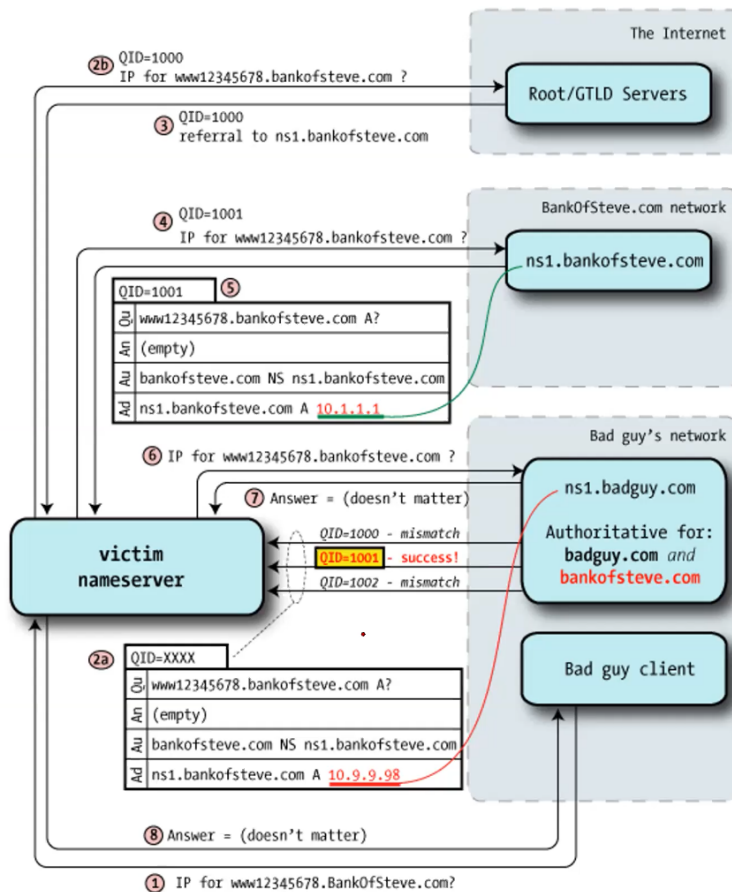 The Internet
2b QID=1000
IP for www12345678.bankofsteve.com ?
Root/GTLD Servers
3 QID=1000
referral to ns1.bankofsteve.com
BankOfSteve.com network
4 QID=1001
IP for www12345678.bankofsteve.com ?
ns1.bankofsteve.com
QID=1001 5
Qu www12345678.bankofsteve.com A?
An (empty)
Au bankofsteve.com NS ns1.bankofsteve.com
Ad ns1.bankofsteve.com A 10.1.1.1
Bad guy's network
6 IP for www12345678.bankofsteve.com ?
7 Answer = (doesn't matter)
ns1.badguy.com
Authoritative for:
badguy.com and
bankofsteve.com
victim
nameserver
QID=1000 - mismatch
QID=1001 - success!
QID=1002 - mismatch
2a QID=XXXX
Qu www12345678.bankofsteve.com A?
An (empty)
Au bankofsteve.com NS ns1.bankofsteve.com
Ad ns1.bankofsteve.com A 10.9.9.98
Bad guy client
8 Answer = (doesn't matter)
1 IP for www12345678.BankOfSteve.com?